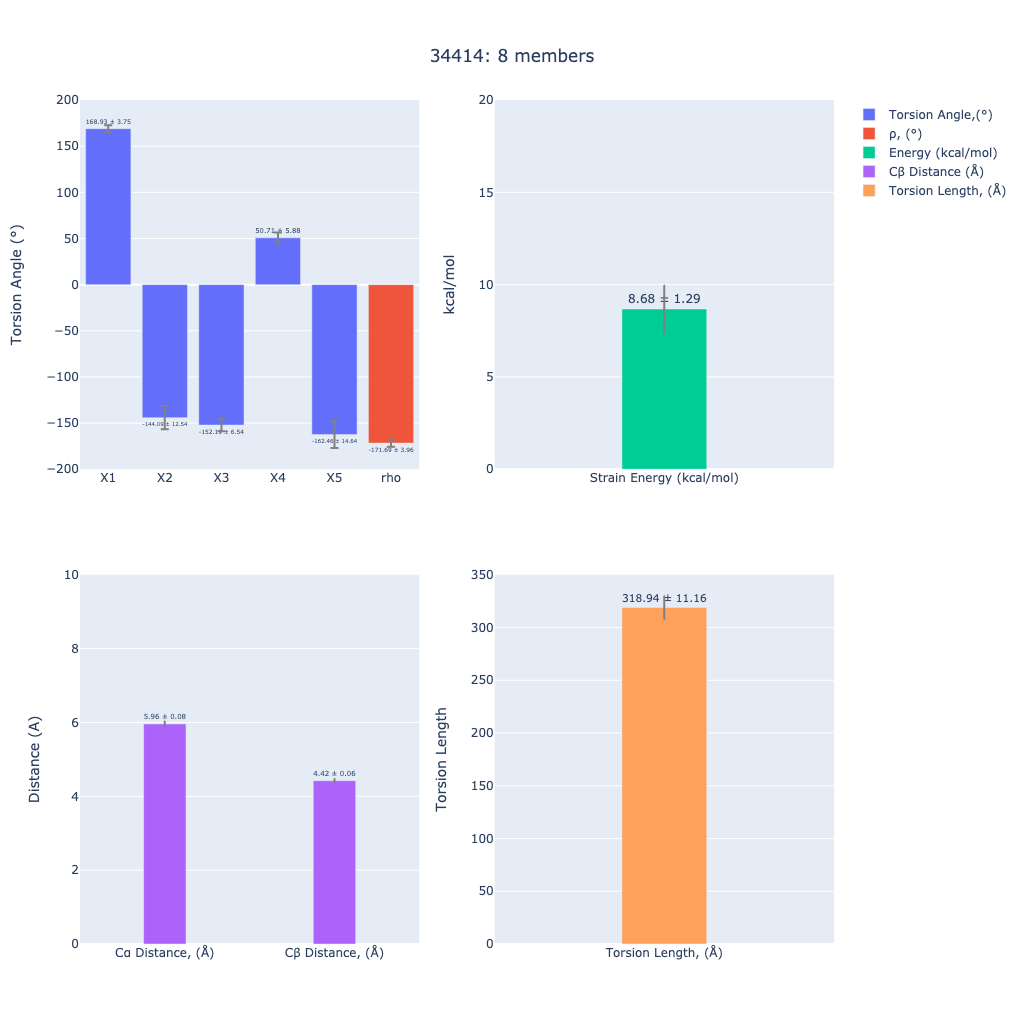 34414: 8 members
Torsion Angle (°)
200
150
100
50
0
−50
−100
−150
−200
168.93 ± 3.75
-144.09 ± 12.54
50.71 ± 5.88
-162.46 ± 14.64
-171.69 ± 3.96
X1 X2 X3 X4 X5 rho
kcal/mol
20
15
10
5
0
8.68 ± 1.29
Strain Energy (kcal/mol)
Torsion Angle,(°)
ρ, (°)
Energy (kcal/mol)
Cβ Distance (Å)
Torsion Length, (Å)
Distance (A)
10
8
6
4
2
0
5.96 ± 0.08
4.42 ± 0.06
Cα Distance, (Å) Cβ Distance, (Å)
Torsion Length
350
300
250
200
150
100
50
0
318.94 ± 11.16
Torsion Length, (Å)